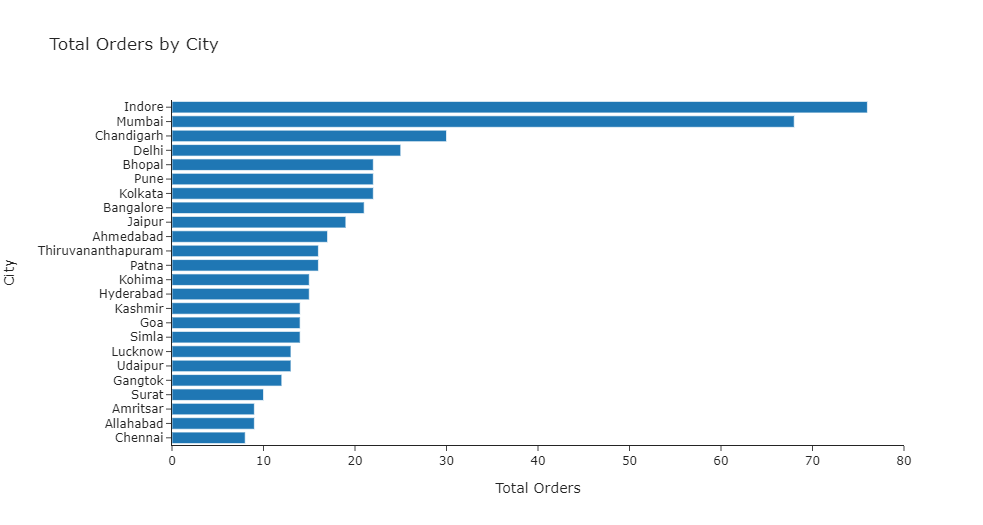 Total Orders by City
Indore
Mumbai
Chandigarh
Delhi
Bhopal
Pune
Kolkata
Bangalore
Jaipur
Ahmedabad
Thiruvananthapuram
Patna
Kohima
Hyderabad
Kashmir
Goa
Simla
Lucknow
Udaipur
Gangtok
Surat
Amritsar
Allahabad
Chennai
City
0 10 20 30 40 50 60 70 80
Total Orders